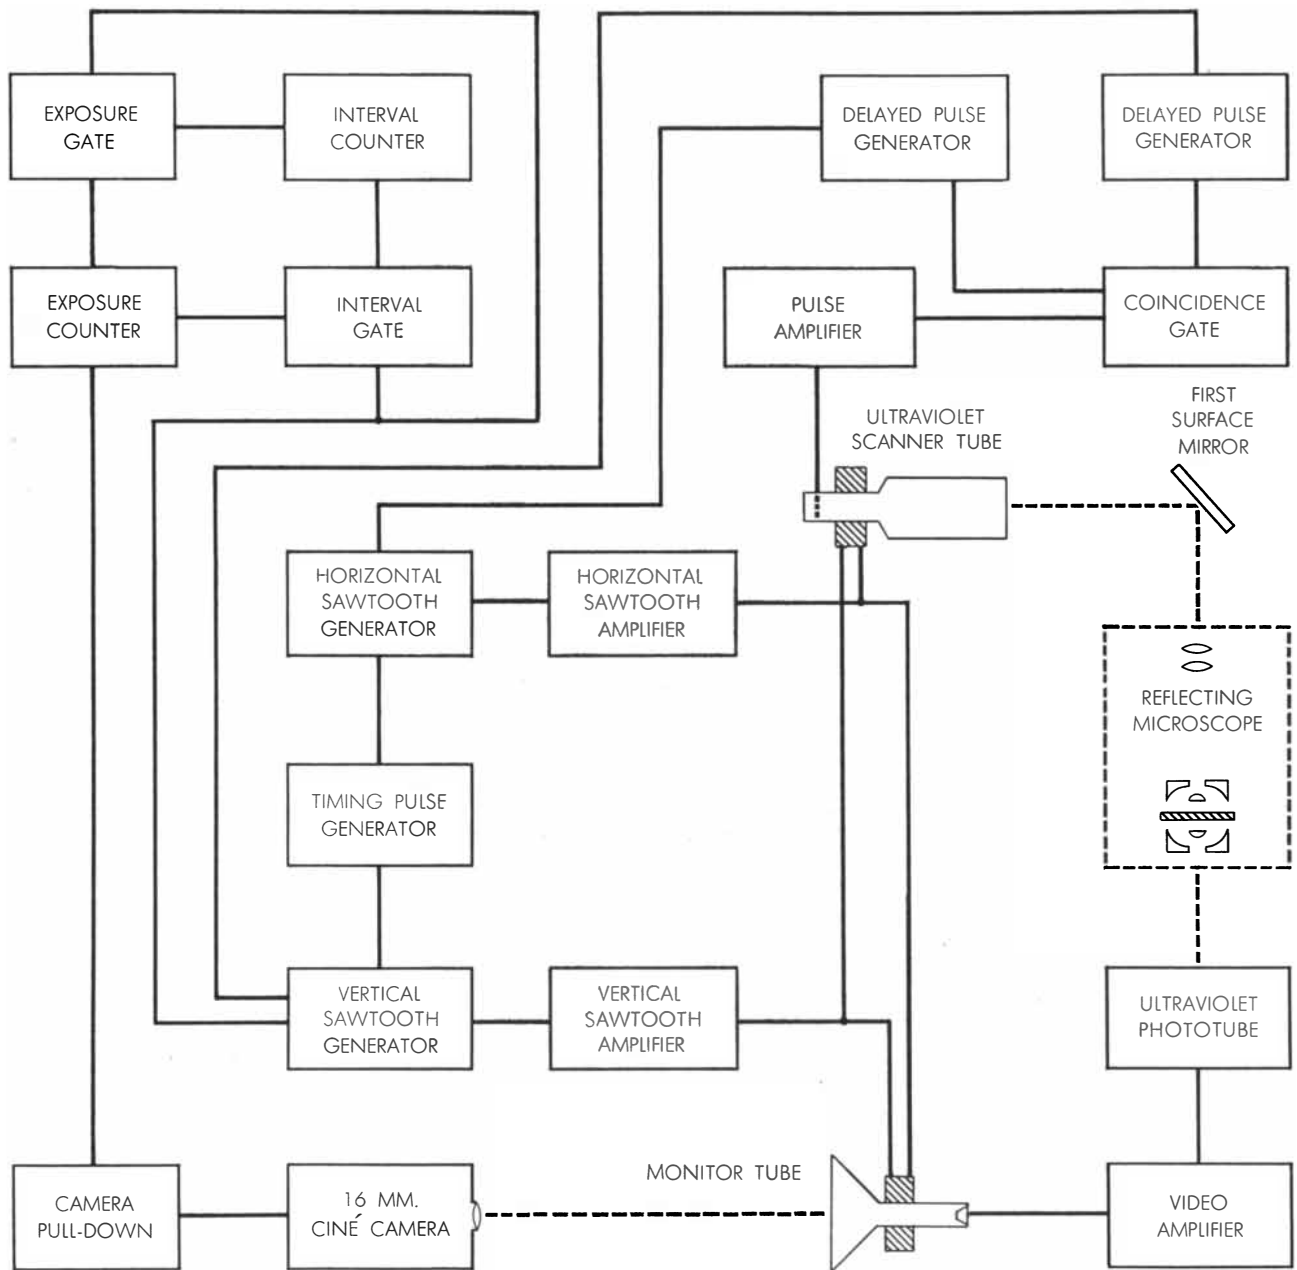 EXPOSURE
GATE
INTERVAL
COUNTER
DELAYED PULSE
GENERATOR
DELAYED PULSE
GENERATOR
EXPOSURE
COUNTER
INTERVAL
GATE
PULSE
AMPLIFIER
COINCIDENCE
GATE
ULTRAVIOLET
SCANNER TUBE
FIRST
SURFACE
MIRROR
HORIZONTAL
SAWTOOTH
GENERATOR
HORIZONTAL
SAWTOOTH
AMPLIFIER
REFLECTING
MICROSCOPE
TIMING PULSE
GENERATOR
VERTICAL
SAWTOOTH
GENERATOR
VERTICAL
SAWTOOTH
AMPLIFIER
ULTRAVIOLET
PHOTOTUBE
CAMERA
PULL-DOWN
16 MM.
CINÉ CAMERA
MONITOR TUBE
VIDEO
AMPLIFIER